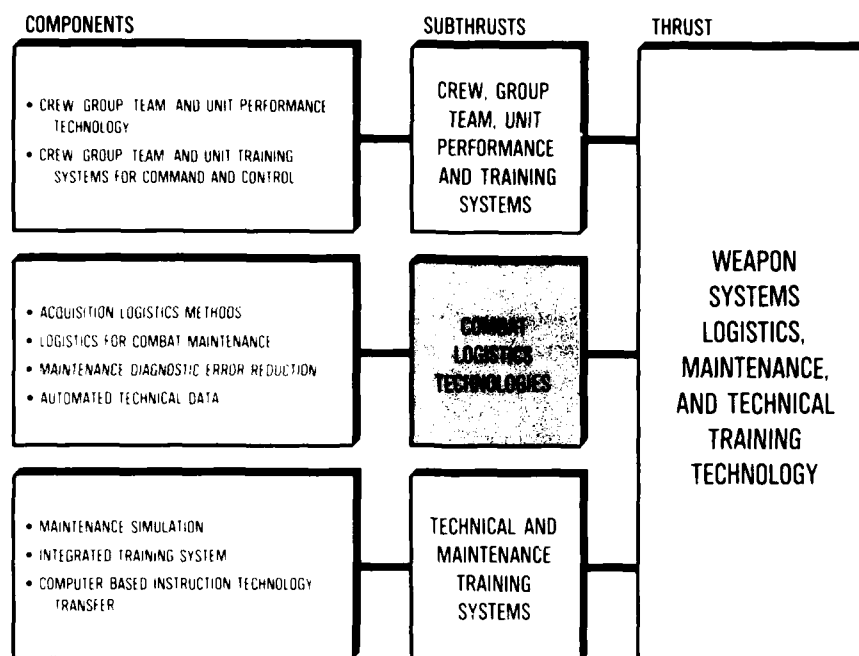 COMPONENTS
SUBTHRUSTS
THRUST
• CREW GROUP TEAM AND UNIT PERFORMANCE
TECHNOLOGY
• CREW GROUP TEAM AND UNIT TRAINING
SYSTEMS FOR COMMAND AND CONTROL
CREW, GROUP
TEAM, UNIT
PERFORMANCE
AND TRAINING
SYSTEMS
• ACQUISITION LOGISTICS METHODS
• LOGISTICS FOR COMBAT MAINTENANCE
• MAINTENANCE DIAGNOSTIC ERROR REDUCTION
• AUTOMATED TECHNICAL DATA
COMBAT
LOGISTICS
TECHNOLOGIES
• MAINTENANCE SIMULATION
• INTEGRATED TRAINING SYSTEM
• COMPUTER BASED INSTRUCTION TECHNOLOGY
TRANSFER
TECHNICAL AND
MAINTENANCE
TRAINING
SYSTEMS
WEAPON
SYSTEMS
LOGISTICS,
MAINTENANCE,
AND TECHNICAL
TRAINING
TECHNOLOGY